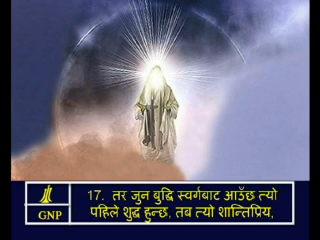 17. तर जुन बुद्धि स्वर्गबाट आउँछ त्यो
पहिले शुद्ध हुन्छ, तब त्यो शान्तिप्रिय,
GNP